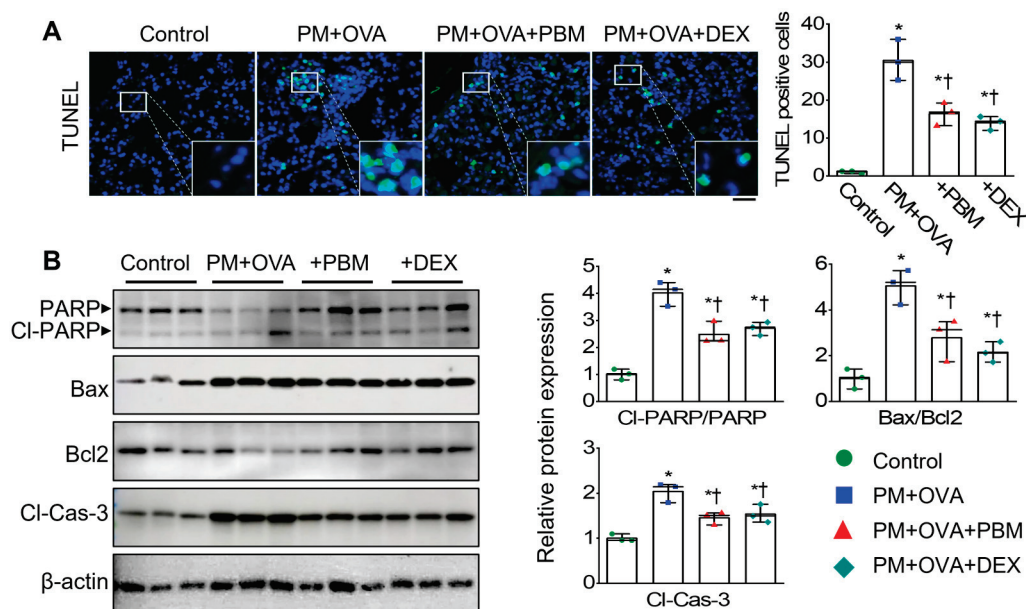 A
Control PM+OVA PM+OVA+PBM PM+OVA+DEX
TUNEL
TUNEL positive cells
40
30
20
10
0
* *† *†
Control PM+OVA +PBM +DEX
B
Control PM+OVA +PBM +DEX
PARP
Cl-PARP
Bax
Bcl2
Cl-Cas-3
β-actin
Relative protein expression
5
4
3
2
1
0
* *† *†
Cl-PARP/PARP
6
4
2
0
* *† *†
Bax/Bcl2
3
2
1
0
* *† *†
Cl-Cas-3
Control
PM+OVA
PM+OVA+PBM
PM+OVA+DEX